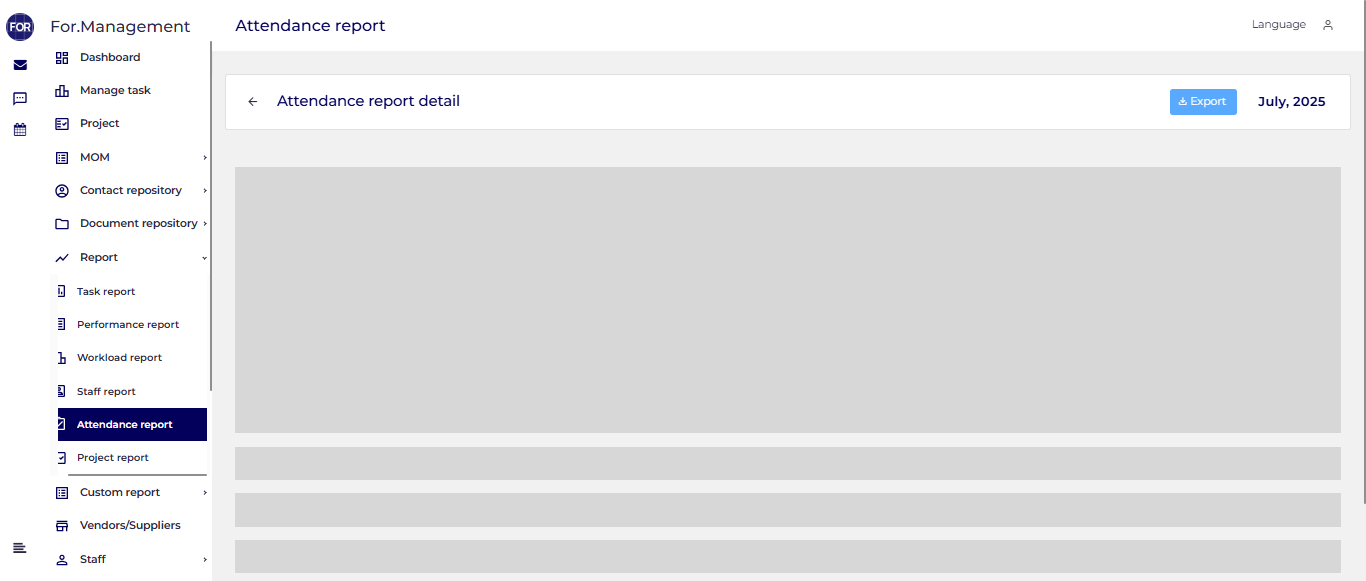 FOR
For.Management
Attendance report
Language
Dashboard
Manage task
Project
MOM
Contact repository
Document repository
Report
Task report
Performance report
Workload report
Staff report
Attendance report
Project report
Custom report
Vendors/Suppliers
Staff
Attendance report detail
Export
July, 2025